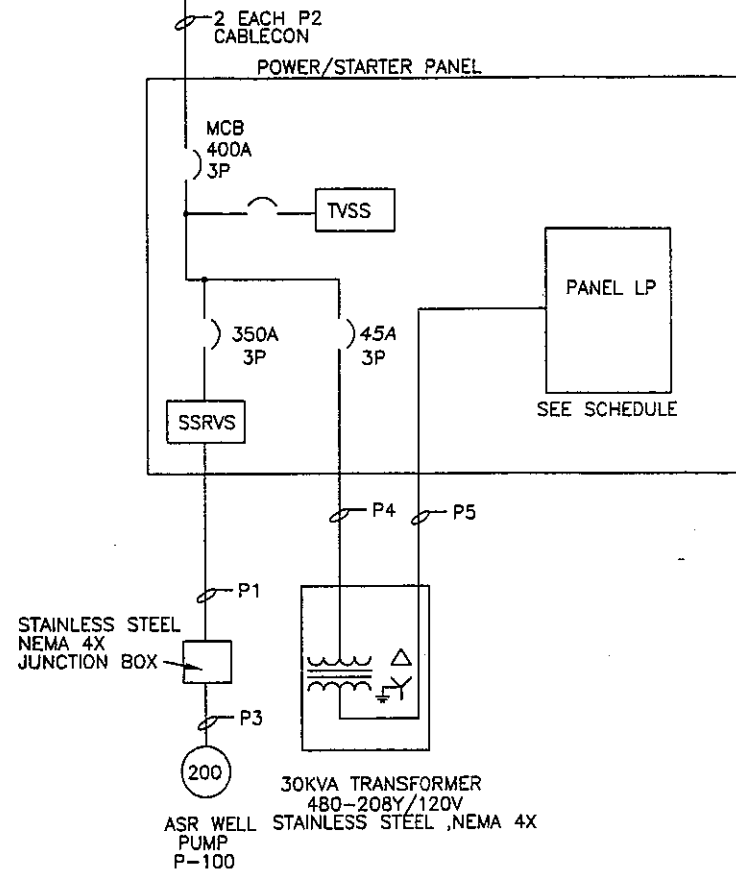 2 EACH P2
CABLECON
POWER/STARTER PANEL
MCB
400A
3P
TVSS
PANEL LP
350A
3P
45A
3P
SEE SCHEDULE
SSRVS
P4
P5
P1
STAINLESS STEEL
NEMA 4X
JUNCTION BOX
P3
200
30KVA TRANSFORMER
480-208Y/120V
STAINLESS STEEL ,NEMA 4X
ASR WELL
PUMP
P-100